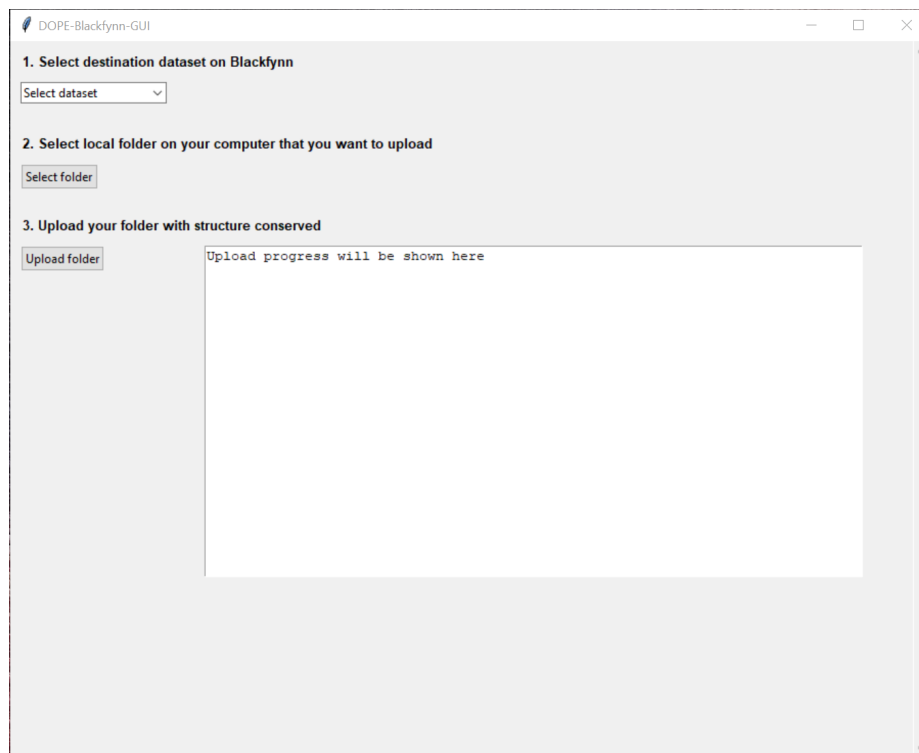 DOPE-Blackfynn-GUI
1. Select destination dataset on Blackfynn
Select dataset
2. Select local folder on your computer that you want to upload
Select folder
3. Upload your folder with structure conserved
Upload folder
Upload progress will be shown here